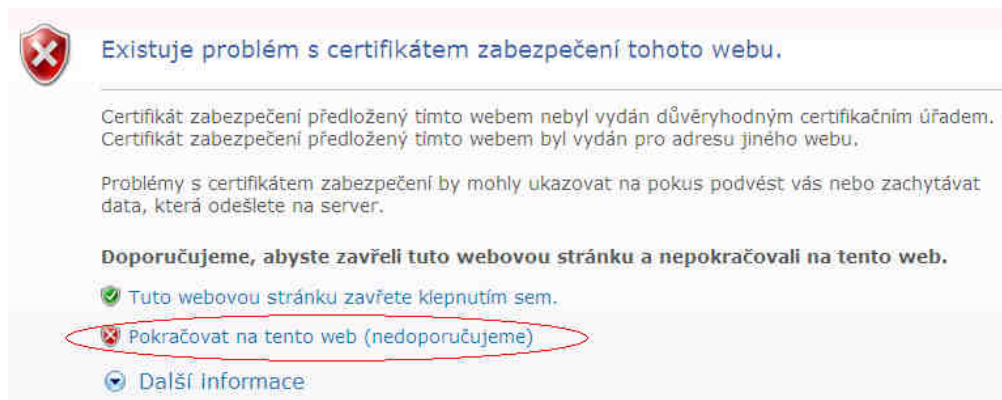 Existuje problém s certifikátem zabezpečení tohoto webu.
Certifikát zabezpečení předložený tímto webem nebyl vydán důvěryhodným certifikačním úřadem.
Certifikát zabezpečení předložený tímto webem byl vydán pro adresu jiného webu.
Problémy s certifikátem zabezpečení by mohly ukazovat na pokus podvést vás nebo zachytávat
data, která odešlete na server.
Doporučujeme, abyste zavřeli tuto webovou stránku a nepokračovali na tento web.
Tuto webovou stránku zavřete klepnutím sem.
Pokračovat na tento web (nedoporučujeme)
Další informace